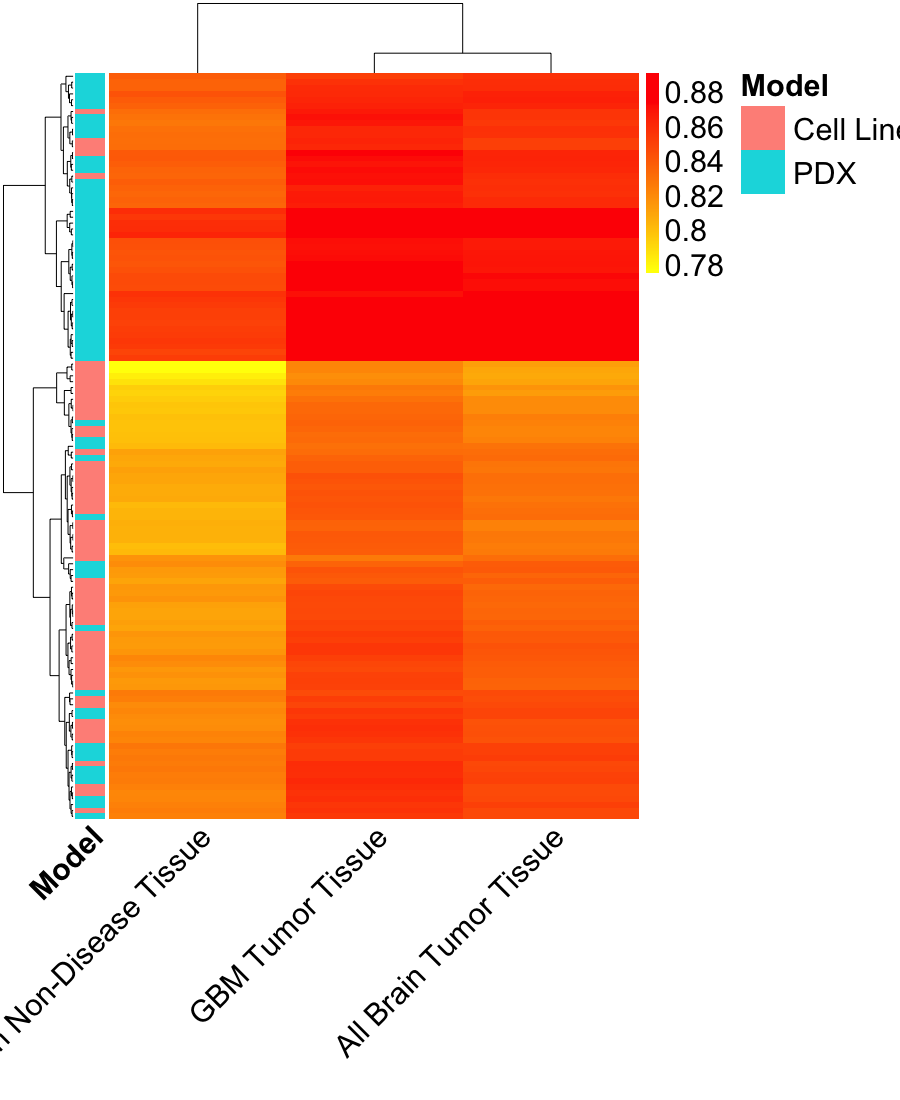 0.88
0.86
0.84
0.82
0.8
0.78
Model
Cell Line
PDX
Model
Non-Disease Tissue
GBM Tumor Tissue
All Brain Tumor Tissue